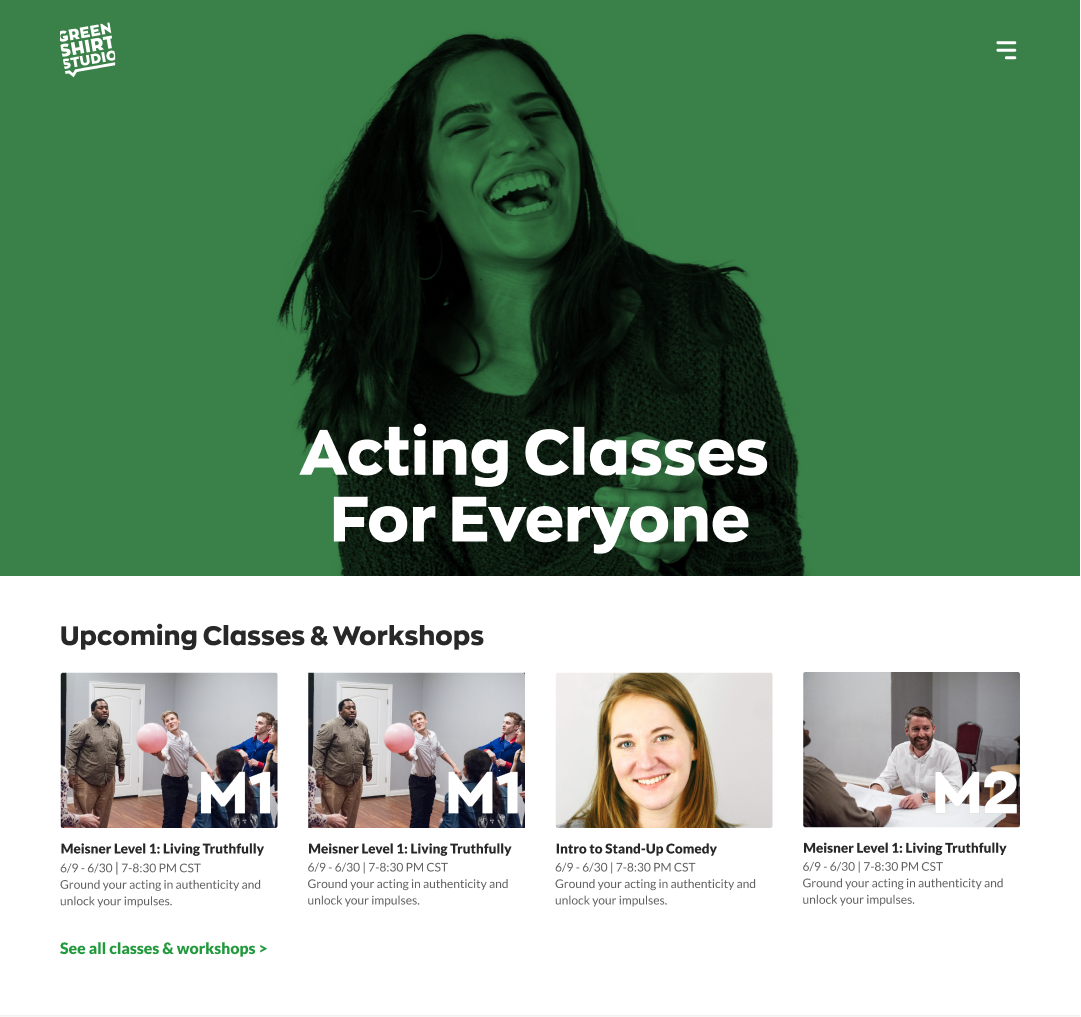 GREEN
SHIRT
STUDIO
Acting Classes
For Everyone
Upcoming Classes & Workshops
M1
Meisner Level 1: Living Truthfully
6/9 - 6/30 | 7-8:30 PM CST
Ground your acting in authenticity and
unlock your impulses.
M1
Meisner Level 1: Living Truthfully
6/9 - 6/30 | 7-8:30 PM CST
Ground your acting in authenticity and
unlock your impulses.
Intro to Stand-Up Comedy
6/9 - 6/30 | 7-8:30 PM CST
Ground your acting in authenticity and
unlock your impulses.
M2
Meisner Level 1: Living Truthfully
6/9 - 6/30 | 7-8:30 PM CST
Ground your acting in authenticity and
unlock your impulses.
See all classes & workshops >